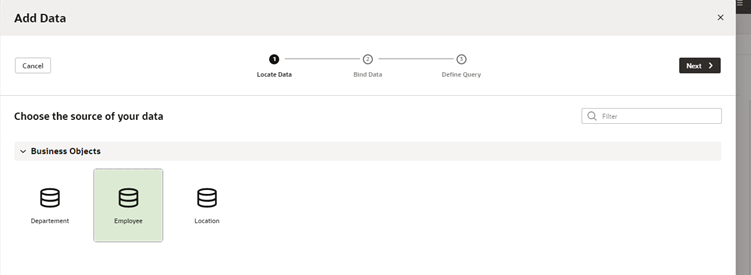 Add Data
Cancel
1 2 3
Locate Data Bind Data Define Query
Next
Choose the source of your data
Filter
Business Objects
Departement Employee Location